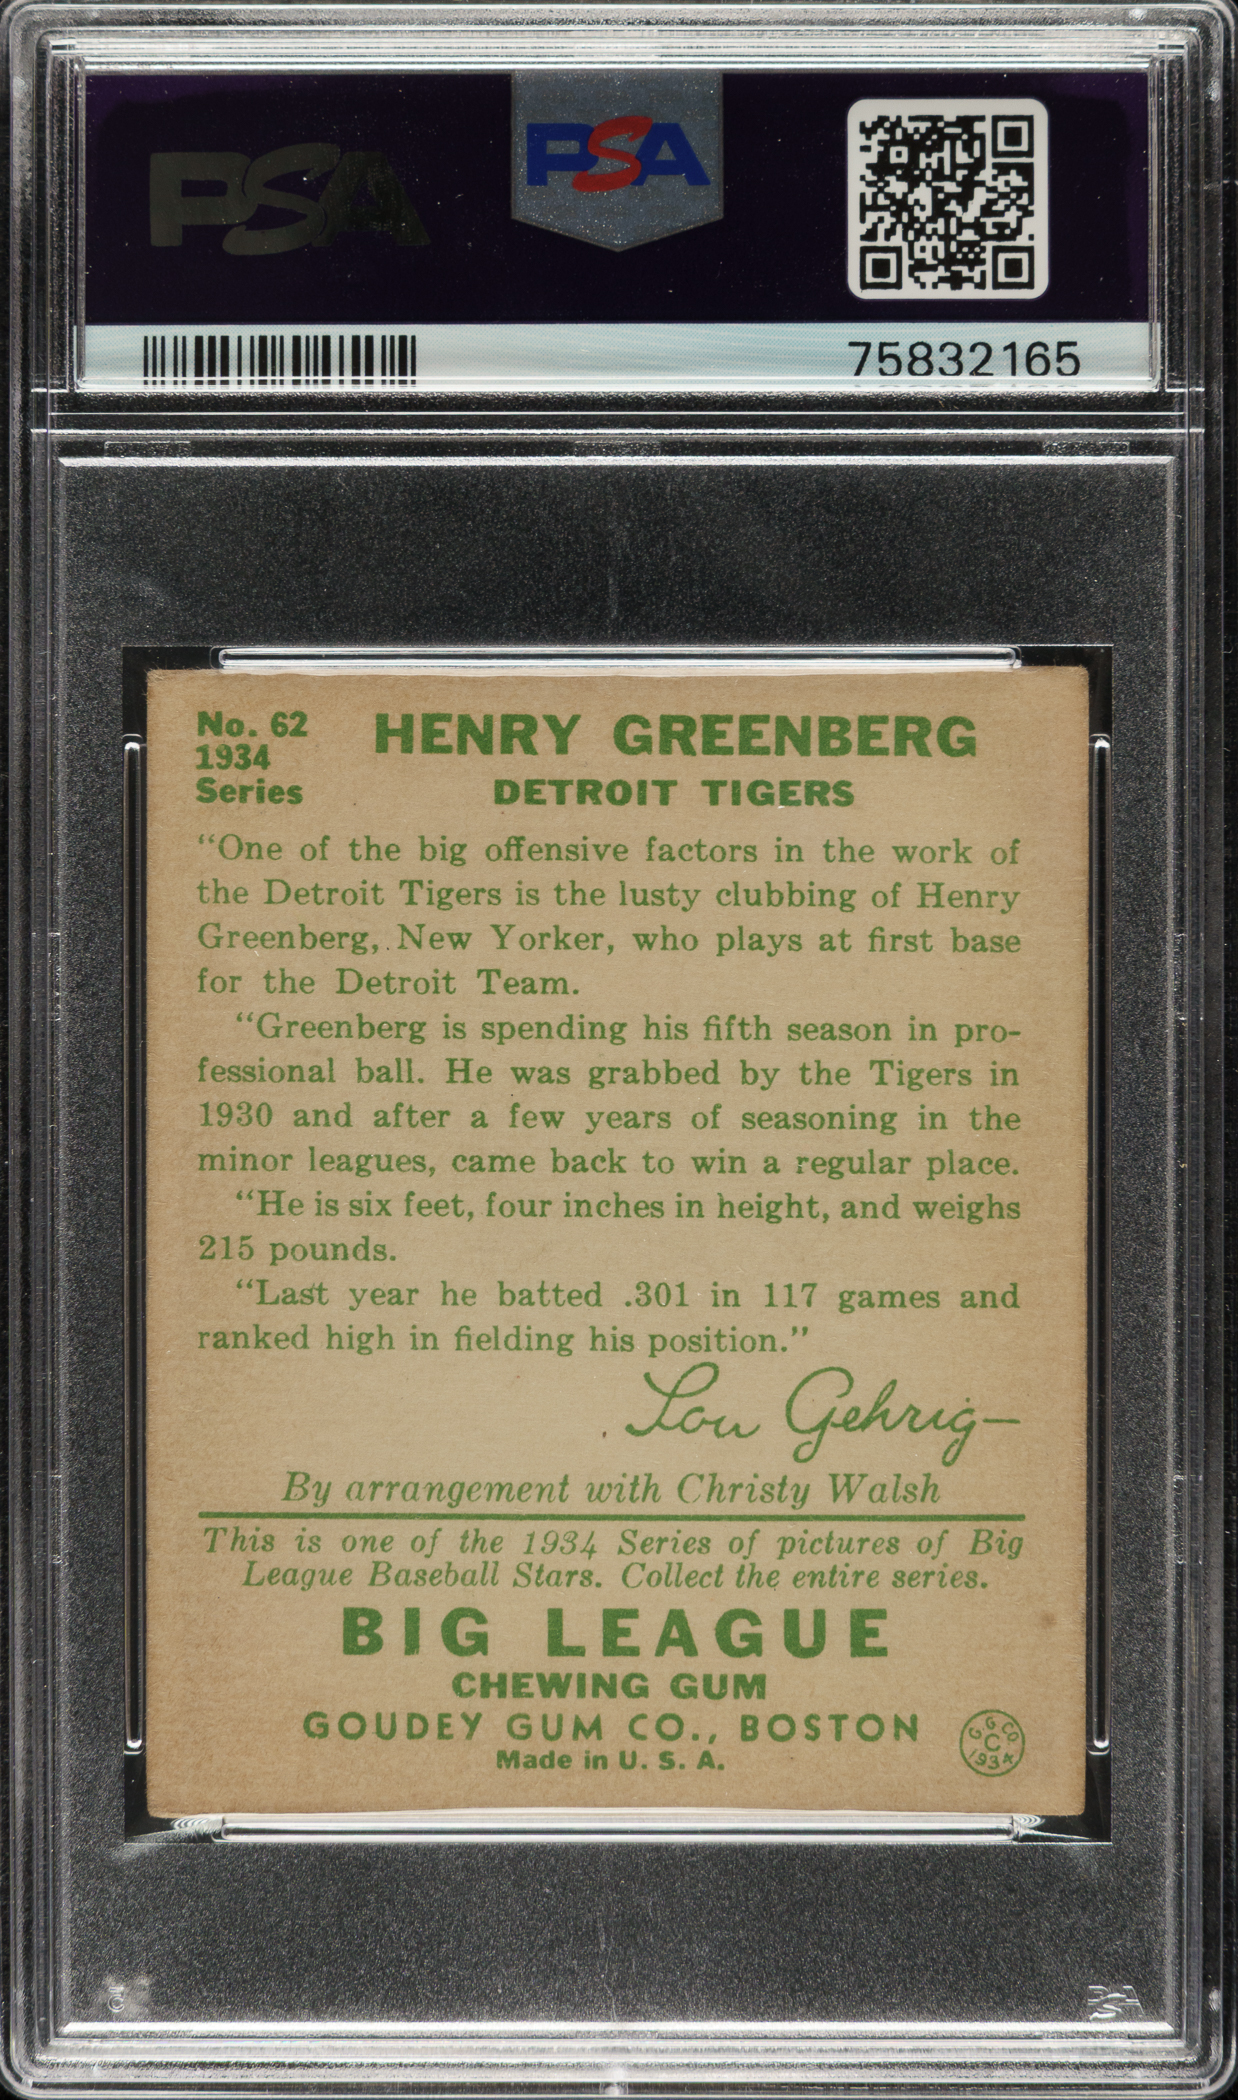 PSA
PSA
75832165
No. 62
1934
Series
HENRY GREENBERG
DETROIT TIGERS
“One of the big offensive factors in the work of
the Detroit Tigers is the lusty clubbing of Henry
Greenberg, New Yorker, who plays at first base
for the Detroit Team.
“Greenberg is spending his fifth season in pro-
fessional ball. He was grabbed by the Tigers in
1930 and after a few years of seasoning in the
minor leagues, came back to win a regular place.
“He is six feet, four inches in height, and weighs
215 pounds.
“Last year he batted .301 in 117 games and
ranked high in fielding his position.”
Lou Gehrig
By arrangement with Christy Walsh
This is one of the 1934 Series of pictures of Big
League Baseball Stars. Collect the entire series.
BIG LEAGUE
CHEWING GUM
GOUDEY GUM CO., BOSTON
Made in U. S. A.
G. G. CO.
C
1934
PSA